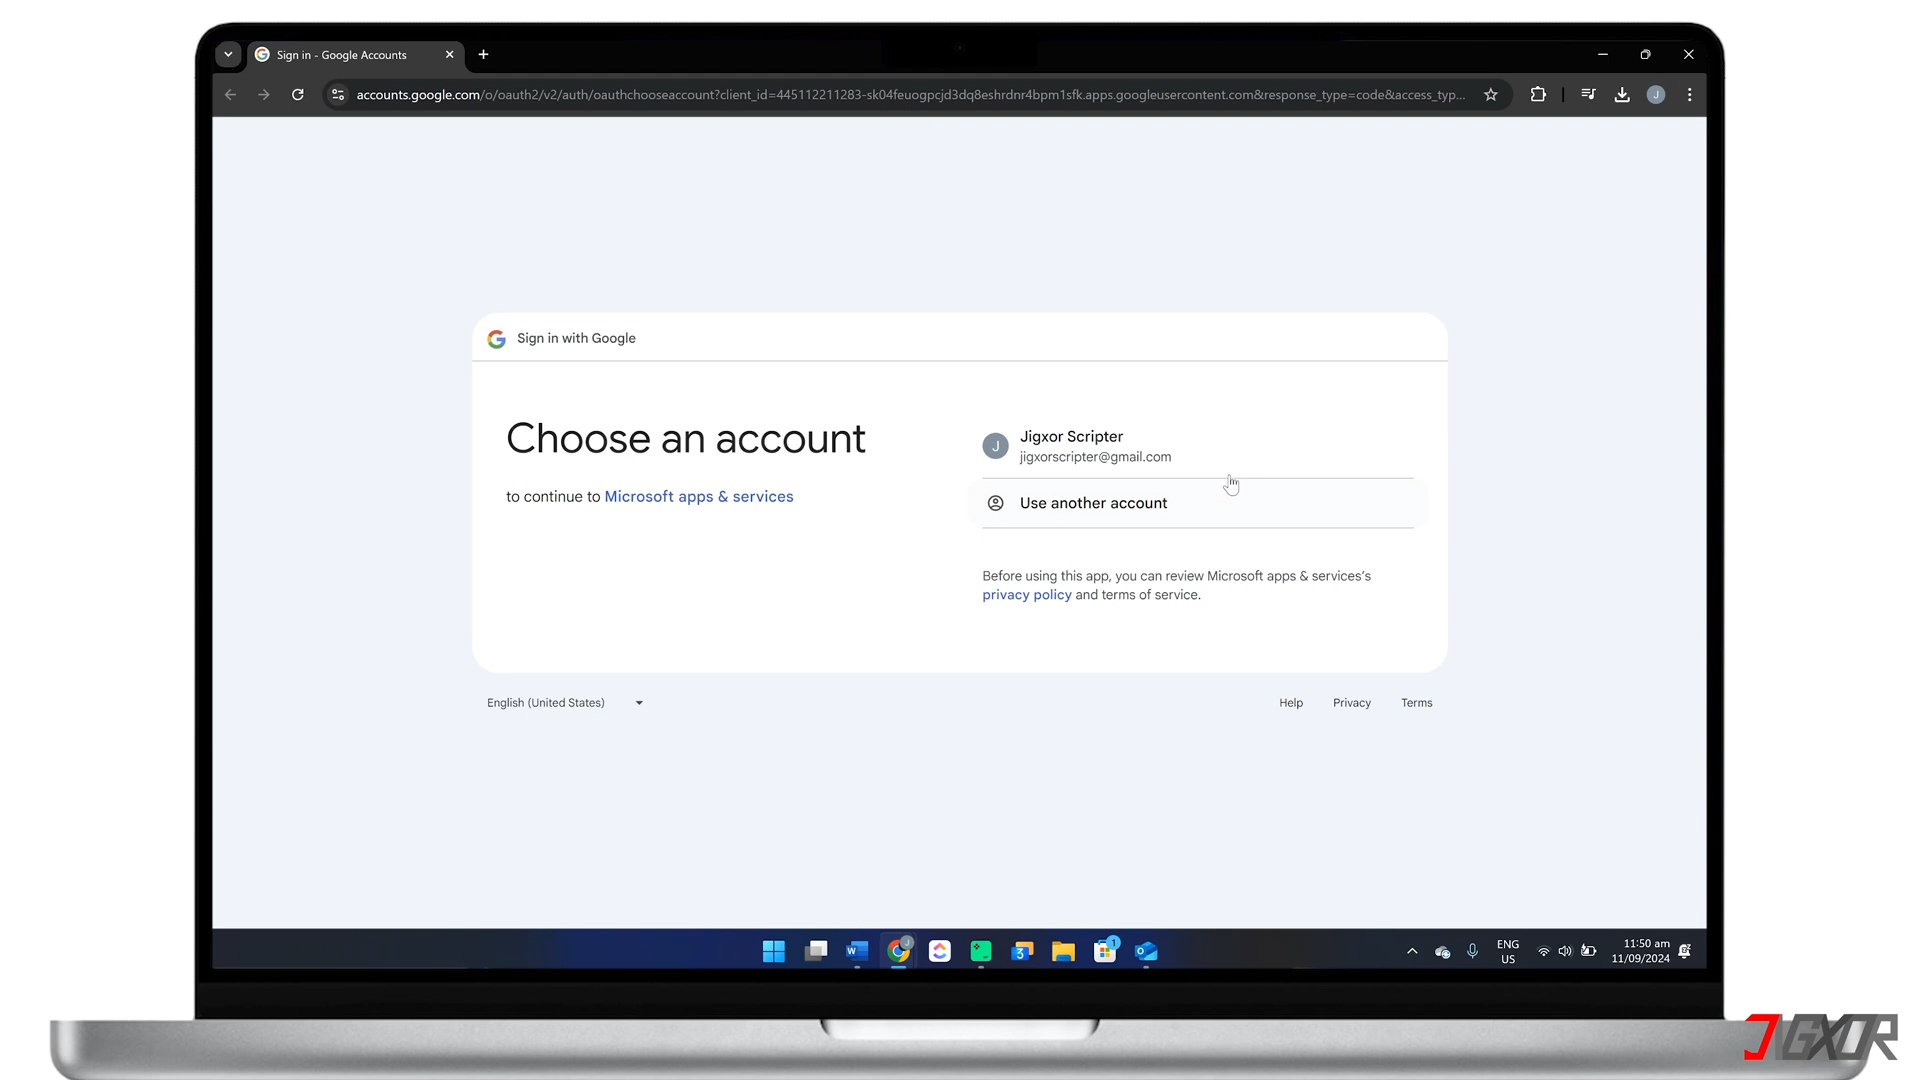 Sign in - Google Accounts
accounts.google.com/o/oauth2/v2/auth/oauthchooseaccount?client_id=445112211283-sk04feuogpcjd3dq8eshrdnr4bpm1sfk.apps.googleusercontent.com&response_type=code&access_typ...
J
Sign in with Google
Choose an account
to continue to Microsoft apps & services
J
Jigxor Scripter
jigxorscripter@gmail.com
Use another account
Before using this app, you can review Microsoft apps & services's
privacy policy and terms of service.
English (United States)
Help
Privacy
Terms
W
J
3
1
O
ENG
US
11:50 am
11/09/2024
JIGXOR